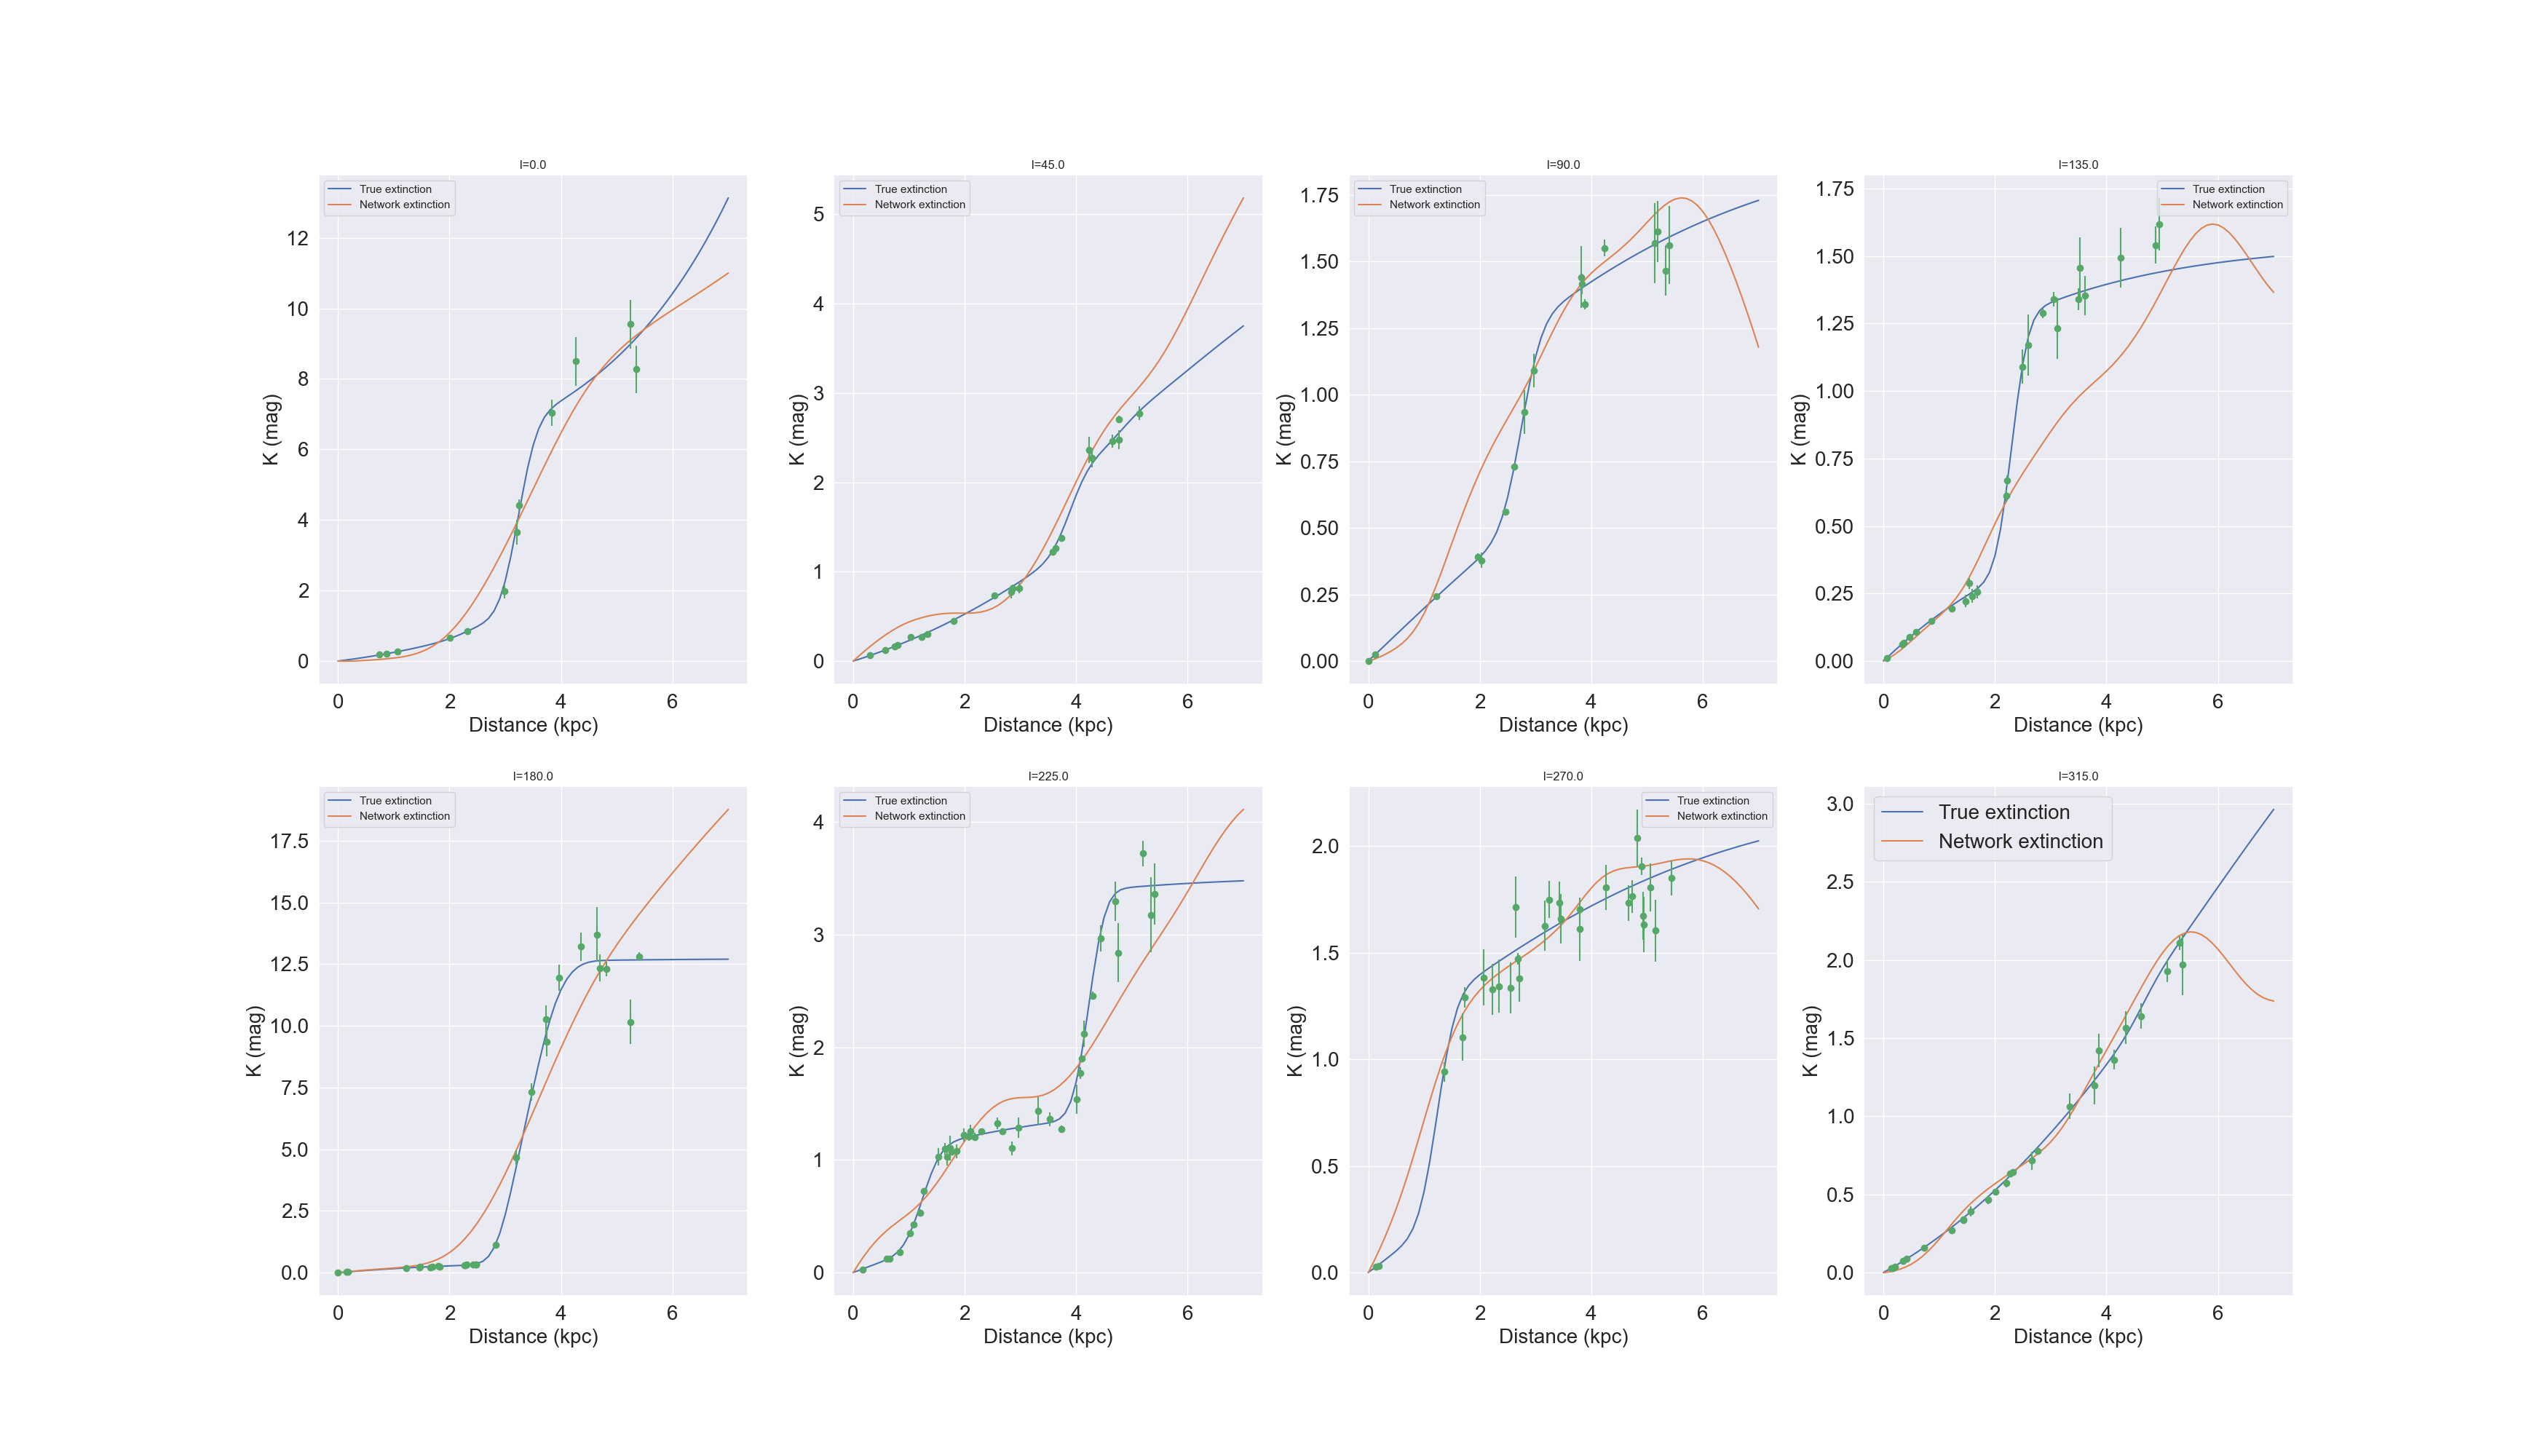 l=0.0
True extinction
Network extinction
K (mag)
12
10
8
6
4
2
0
0 2 4 6
Distance (kpc)
l=45.0
True extinction
Network extinction
K (mag)
5
4
3
2
1
0
0 2 4 6
Distance (kpc)
l=90.0
True extinction
Network extinction
K (mag)
1.75
1.50
1.25
1.00
0.75
0.50
0.25
0.00
0 2 4 6
Distance (kpc)
l=135.0
True extinction
Network extinction
K (mag)
1.75
1.50
1.25
1.00
0.75
0.50
0.25
0.00
0 2 4 6
Distance (kpc)
l=180.0
True extinction
Network extinction
K (mag)
17.5
15.0
12.5
10.0
7.5
5.0
2.5
0.0
0 2 4 6
Distance (kpc)
l=225.0
True extinction
Network extinction
K (mag)
4
3
2
1
0
0 2 4 6
Distance (kpc)
l=270.0
True extinction
Network extinction
K (mag)
2.0
1.5
1.0
0.5
0.0
0 2 4 6
Distance (kpc)
l=315.0
True extinction
Network extinction
K (mag)
3.0
2.5
2.0
1.5
1.0
0.5
0.0
0 2 4 6
Distance (kpc)